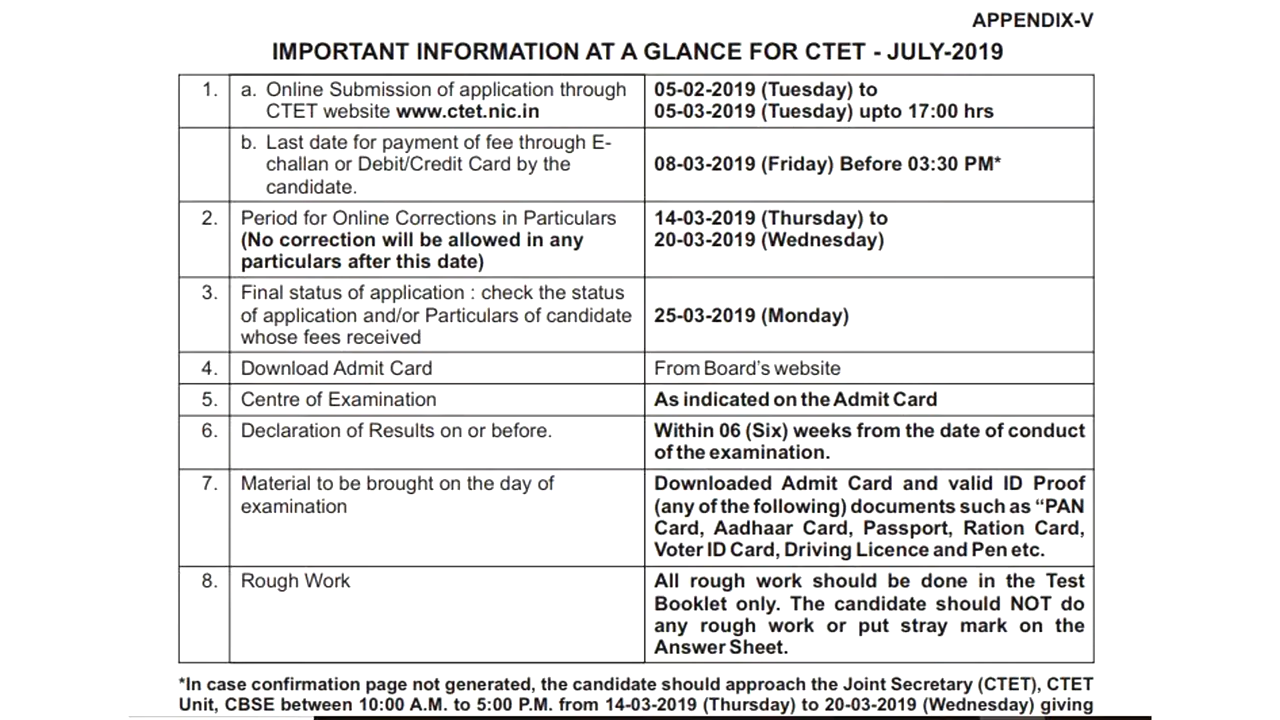 APPENDIX-V
IMPORTANT INFORMATION AT A GLANCE FOR CTET - JULY-2019
1. a. Online Submission of application through
CTET website www.ctet.nic.in
05-02-2019 (Tuesday) to
05-03-2019 (Tuesday) upto 17:00 hrs
b. Last date for payment of fee through E-
challan or Debit/Credit Card by the
candidate.
08-03-2019 (Friday) Before 03:30 PM*
2. Period for Online Corrections in Particulars
(No correction will be allowed in any
particulars after this date)
14-03-2019 (Thursday) to
20-03-2019 (Wednesday)
3. Final status of application : check the status
of application and/or Particulars of candidate
whose fees received
25-03-2019 (Monday)
4. Download Admit Card
From Board's website
5. Centre of Examination
As indicated on the Admit Card
6. Declaration of Results on or before.
Within 06 (Six) weeks from the date of conduct
of the examination.
7. Material to be brought on the day of
examination
Downloaded Admit Card and valid ID Proof
(any of the following) documents such as “PAN
Card, Aadhaar Card, Passport, Ration Card,
Voter ID Card, Driving Licence and Pen etc.
8. Rough Work
All rough work should be done in the Test
Booklet only. The candidate should NOT do
any rough work or put stray mark on the
Answer Sheet.
*In case confirmation page not generated, the candidate should approach the Joint Secretary (CTET), CTET
Unit, CBSE between 10:00 A.M. to 5:00 P.M. from 14-03-2019 (Thursday) to 20-03-2019 (Wednesday) giving